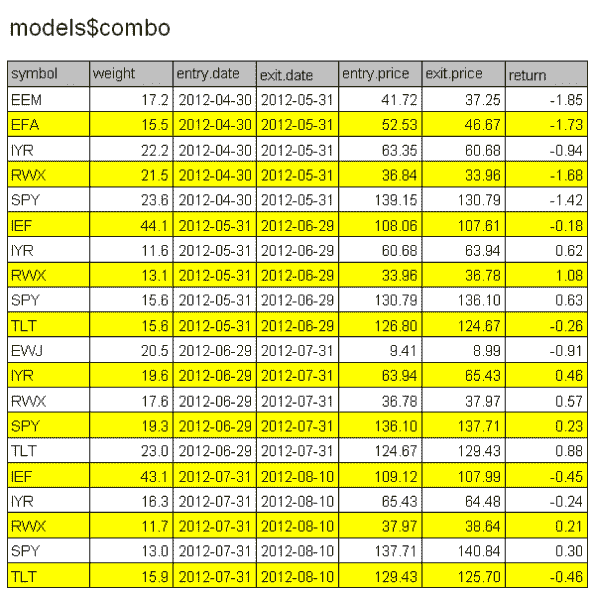 models$combo
symbol weight entry.date exit.date entry.price exit.price return
EEM 17.2 2012-04-30 2012-05-31 41.72 37.25 -1.85
EFA 15.5 2012-04-30 2012-05-31 52.53 46.67 -1.73
IYR 22.2 2012-04-30 2012-05-31 63.35 60.68 -0.94
RWX 21.5 2012-04-30 2012-05-31 36.84 33.96 -1.68
SPY 23.6 2012-04-30 2012-05-31 139.15 130.79 -1.42
IEF 44.1 2012-05-31 2012-06-29 108.06 107.61 -0.18
IYR 11.6 2012-05-31 2012-06-29 60.68 63.94 0.62
RWX 13.1 2012-05-31 2012-06-29 33.96 36.78 1.08
SPY 15.6 2012-05-31 2012-06-29 130.79 136.10 0.63
TLT 15.6 2012-05-31 2012-06-29 126.80 124.67 -0.26
EWJ 20.5 2012-06-29 2012-07-31 9.41 8.99 -0.91
IYR 19.6 2012-06-29 2012-07-31 63.94 65.43 0.46
RWX 17.6 2012-06-29 2012-07-31 36.78 37.97 0.57
SPY 19.3 2012-06-29 2012-07-31 136.10 137.71 0.23
TLT 23.0 2012-06-29 2012-07-31 124.67 129.43 0.88
IEF 43.1 2012-07-31 2012-08-10 109.12 107.99 -0.45
IYR 16.3 2012-07-31 2012-08-10 65.43 64.48 -0.24
RWX 11.7 2012-07-31 2012-08-10 37.97 38.64 0.21
SPY 13.0 2012-07-31 2012-08-10 137.71 140.84 0.30
TLT 15.9 2012-07-31 2012-08-10 129.43 125.70 -0.46